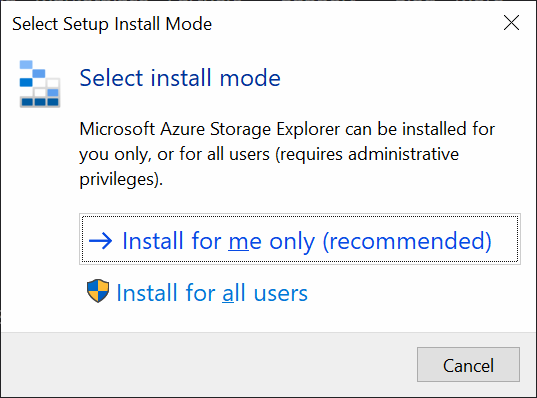 Select Setup Install Mode
Select install mode
Microsoft Azure Storage Explorer can be installed for
you only, or for all users (requires administrative
privileges).
Install for me only (recommended)
Install for all users
Cancel